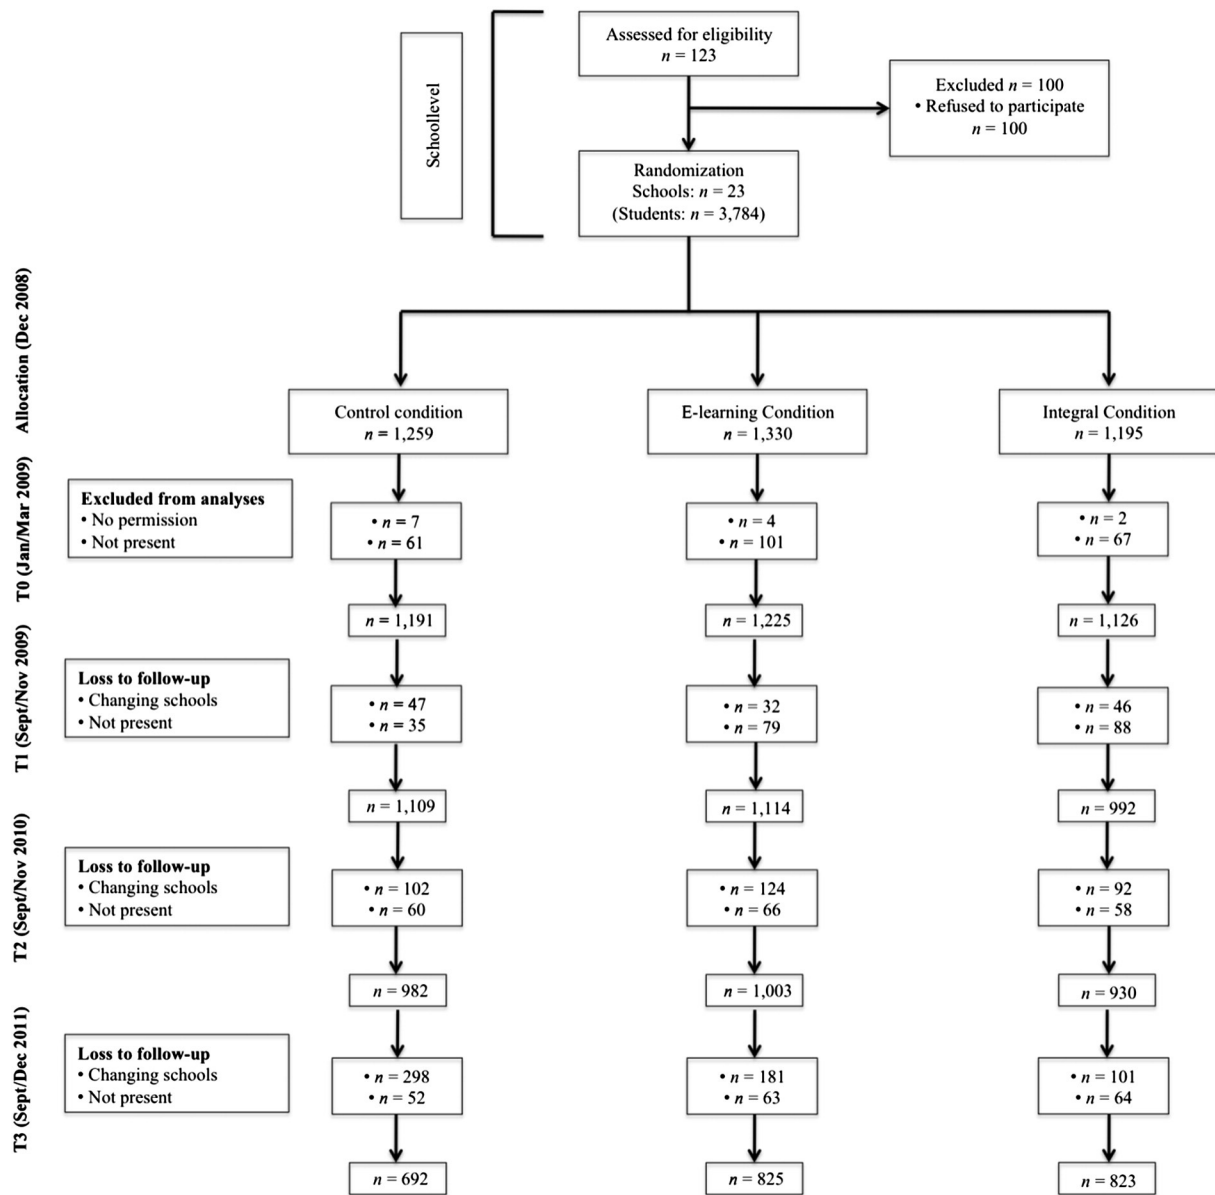 Assessed for eligibility
n = 123
Excluded n = 100
• Refused to participate
n = 100
Schoollevel
Randomization
Schools: n = 23
(Students: n = 3,784)
Allocation (Dec 2008)
Control condition
n = 1,259
E-learning Condition
n = 1,330
Integral Condition
n = 1,195
T0 (Jan/Mar 2009)
Excluded from analyses
• No permission
• Not present
• n = 7
• n = 61
• n = 4
• n = 101
• n = 2
• n = 67
n = 1,191
n = 1,225
n = 1,126
T1 (Sept/Nov 2009)
Loss to follow-up
• Changing schools
• Not present
• n = 47
• n = 35
• n = 32
• n = 79
• n = 46
• n = 88
n = 1,109
n = 1,114
n = 992
T2 (Sept/Nov 2010)
Loss to follow-up
• Changing schools
• Not present
• n = 102
• n = 60
• n = 124
• n = 66
• n = 92
• n = 58
n = 982
n = 1,003
n = 930
T3 (Sept/Dec 2011)
Loss to follow-up
• Changing schools
• Not present
• n = 298
• n = 52
• n = 181
• n = 63
• n = 101
• n = 64
n = 692
n = 825
n = 823